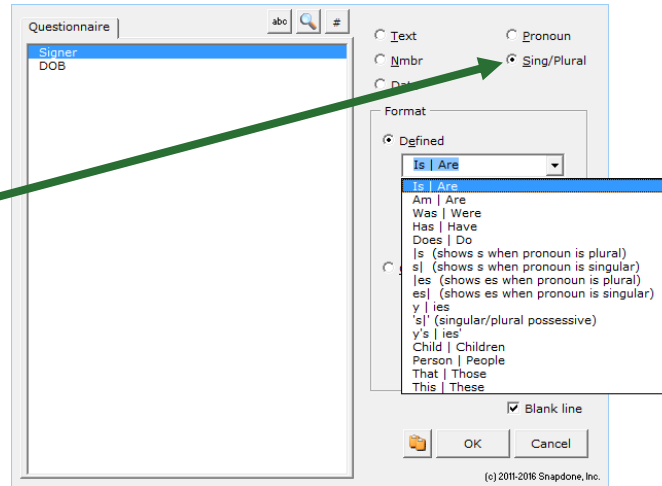 Questionnaire
abc
#
Signer
DOB
Text
Pronoun
Nmbr
Sing/Plural
Format
Defined
Is | Are
Is | Are
Am | Are
Was | Were
Has | Have
Does | Do
|s (shows s when pronoun is plural)
s| (shows s when pronoun is singular)
|es (shows es when pronoun is plural)
es| (shows es when pronoun is singular)
y | ies
's|' (singular/plural possessive)
y's | ies'
Child | Children
Person | People
That | Those
This | These
Blank line
OK
Cancel
(c) 2011-2016 Snapdone, Inc.